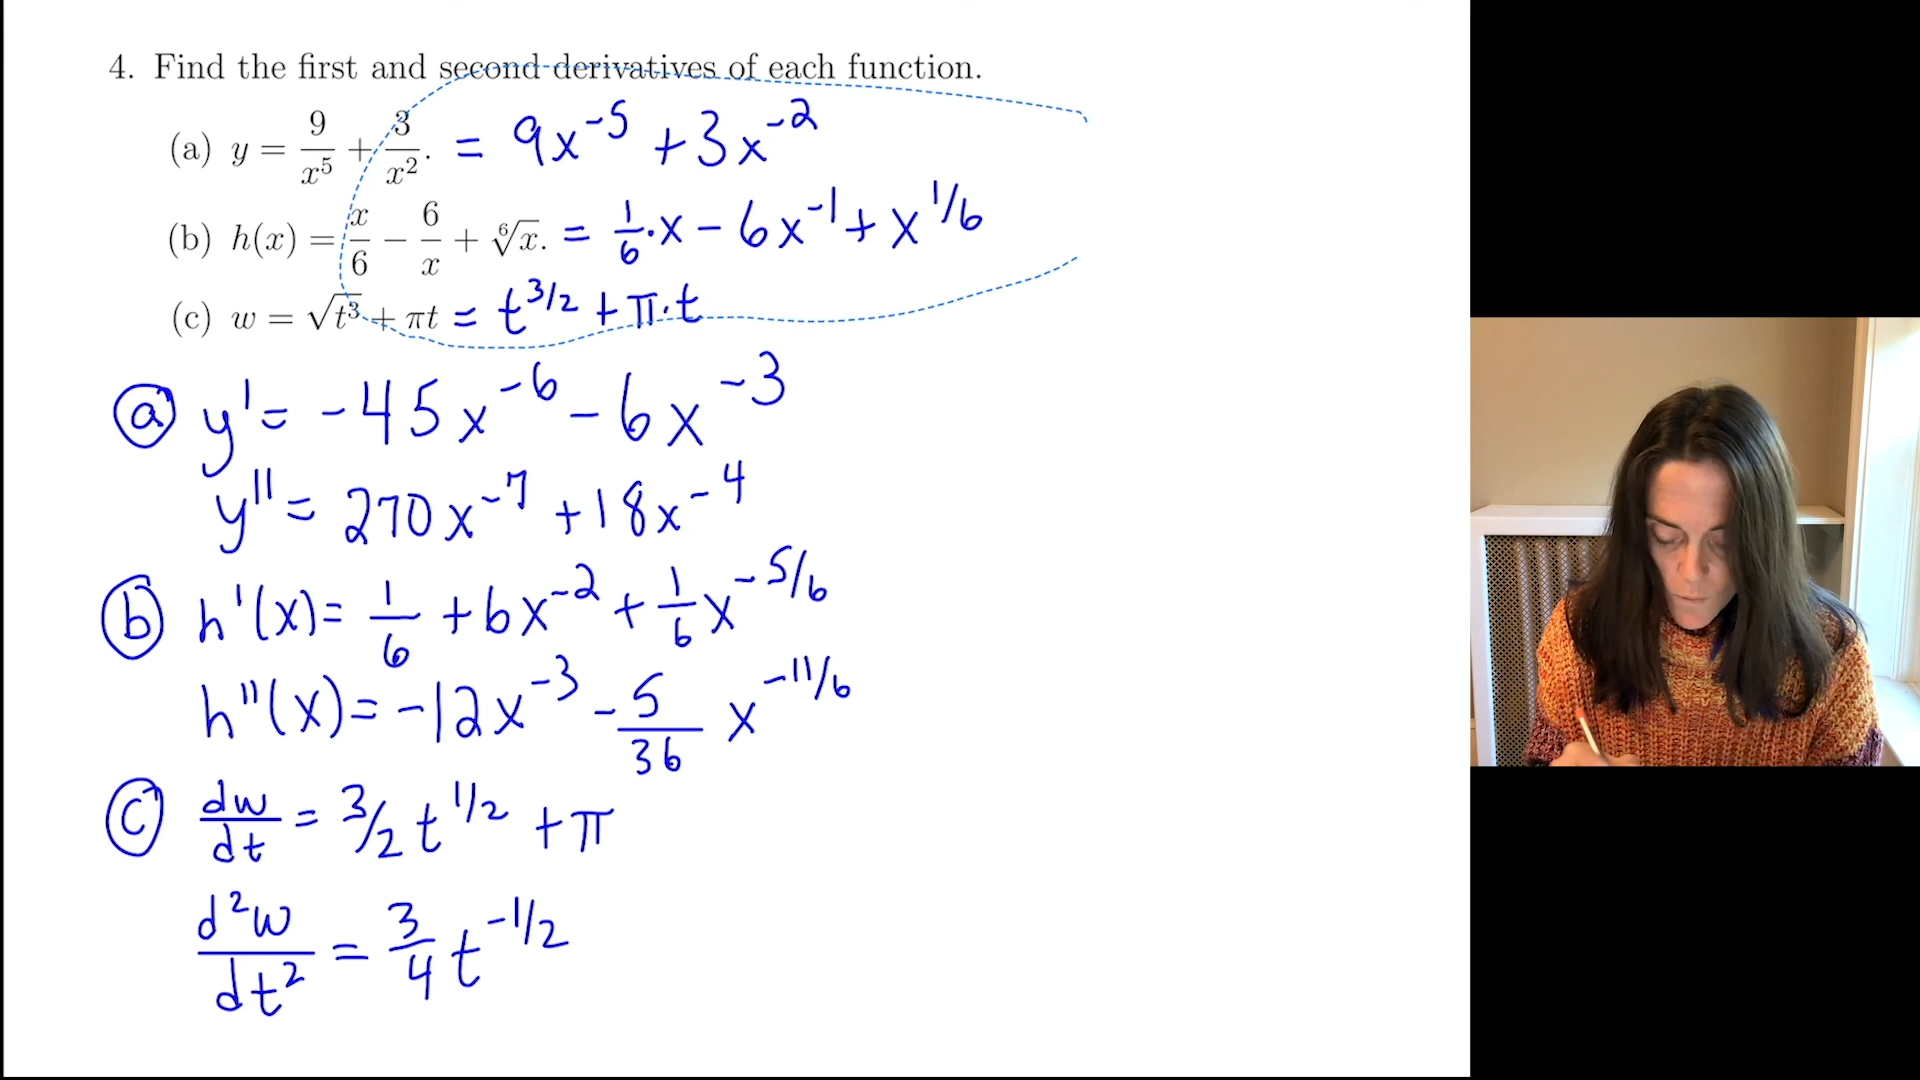 4. Find the first and second derivatives of each function.
(a) y = 9/x⁵ + 3/x². = 9x⁻⁵ + 3x⁻²
(b) h(x) = x/6 − 6/x + ⁶√x. = 1/6·x − 6x⁻¹ + x^(1/6)
(c) w = √t³ + πt = t^(3/2) + π·t
ⓐ y' = −45x⁻⁶ − 6x⁻³
y'' = 270x⁻⁷ + 18x⁻⁴
ⓑ h'(x) = 1/6 + 6x⁻² + 1/6 x^(−5/6)
h''(x) = −12x⁻³ − 5/36 x^(−11/6)
ⓒ dw/dt = 3/2 t^(1/2) + π
d²w/dt² = 3/4 t^(−1/2)